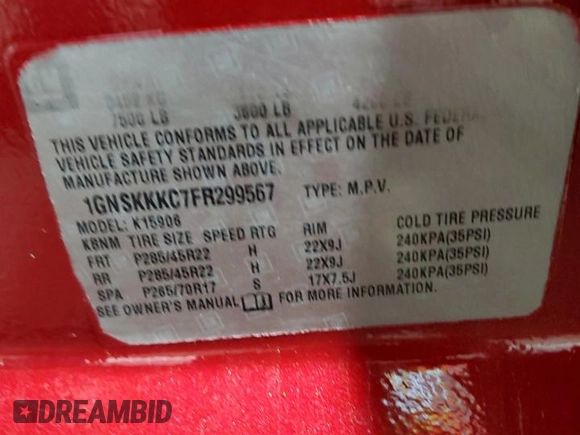 7500 LB 3600 LB
THIS VEHICLE CONFORMS TO ALL APPLICABLE U.S. FEDERAL
VEHICLE SAFETY STANDARDS IN EFFECT ON THE DATE OF
MANUFACTURE SHOWN ABOVE.
1GNSKKKC7FR299567 TYPE: M.P.V.
MODEL: K15906
KBNM TIRE SIZE SPEED RTG RIM COLD TIRE PRESSURE
FRT P285/45R22 H 22X9J 240KPA(35PSI)
RR P285/45R22 H 22X9J 240KPA(35PSI)
SPA P265/70R17 S 17X7.5J 240KPA(35PSI)
SEE OWNER'S MANUAL FOR MORE INFORMATION.
DREAMBID